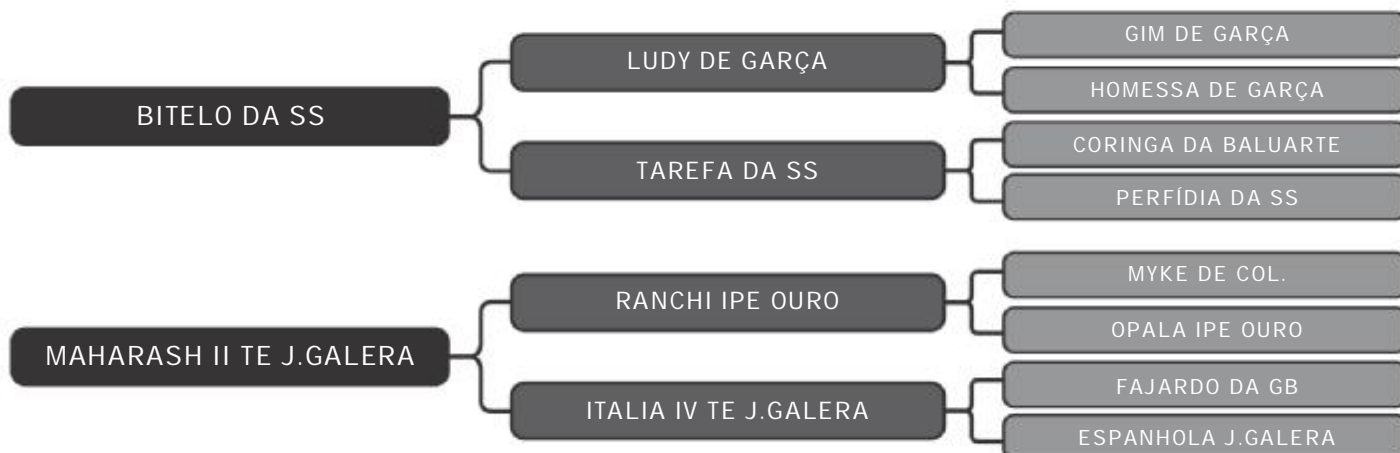 GIM DE GARÇA
LUDY DE GARÇA
HOMESSA DE GARÇA
BITELO DA SS
CORINGA DA BALUARTE
TAREFA DA SS
PERFÍDIA DA SS
MYKE DE COL.
RANCHI IPE OURO
OPALA IPE OURO
MAHARASH II TE J.GALERA
FAJARDO DA GB
ITALIA IV TE J.GALERA
ESPANHOLA J.GALERA